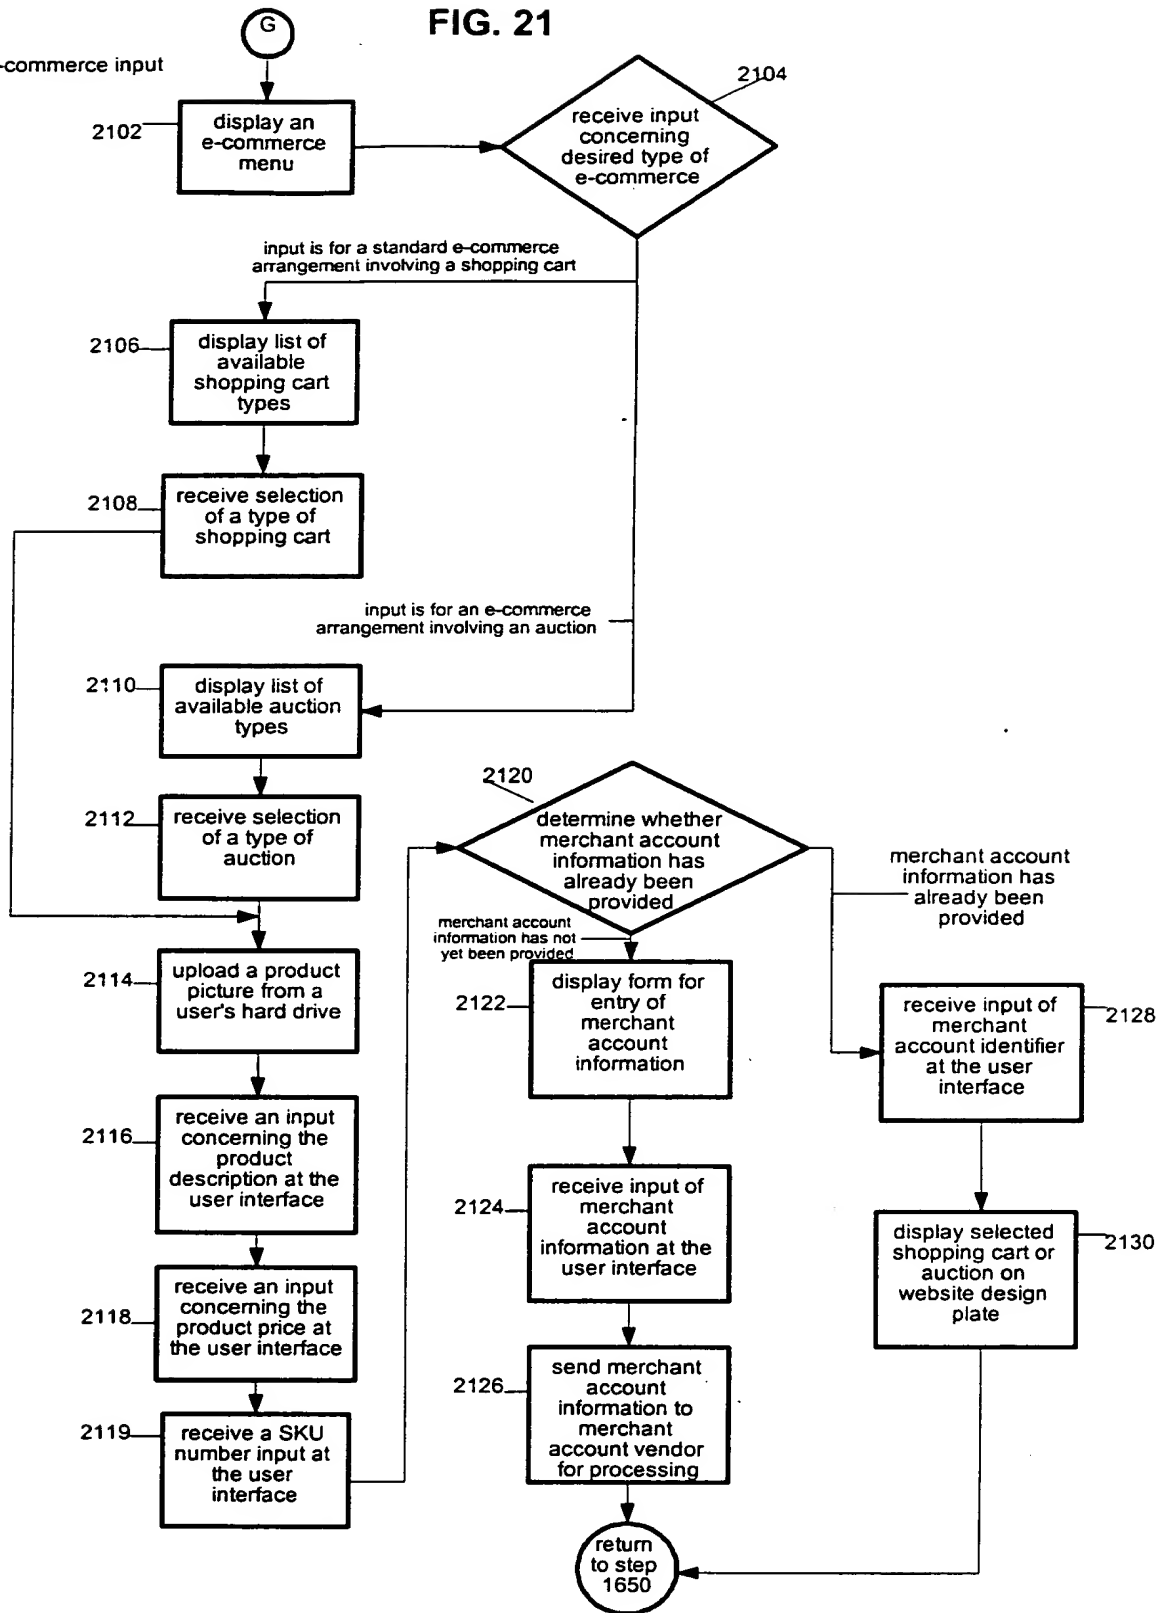 FIG. 21
G
-commerce input
2102
display an
e-commerce
menu
2104
receive input
concerning
desired type of
e-commerce
input is for a standard e-commerce
arrangement involving a shopping cart
2106
display list of
available
shopping cart
types
2108
receive selection
of a type of
shopping cart
input is for an e-commerce
arrangement involving an auction
2110
display list of
available auction
types
2112
receive selection
of a type of
auction
2114
upload a product
picture from a
user's hard drive
2116
receive an input
concerning the
product
description at the
user interface
2118
receive an input
concerning the
product price at
the user interface
2119
receive a SKU
number input at
the user
interface
2120
determine whether
merchant account
information has
already been
provided
merchant account
information has not
yet been provided
merchant account
information has
already been
provided
2122
display form for
entry of
merchant
account
information
2124
receive input of
merchant
account
information at the
user interface
2126
send merchant
account
information to
merchant
account vendor
for processing
2128
receive input of
merchant
account identifier
at the user
interface
2130
display selected
shopping cart or
auction on
website design
plate
return
to step
1650